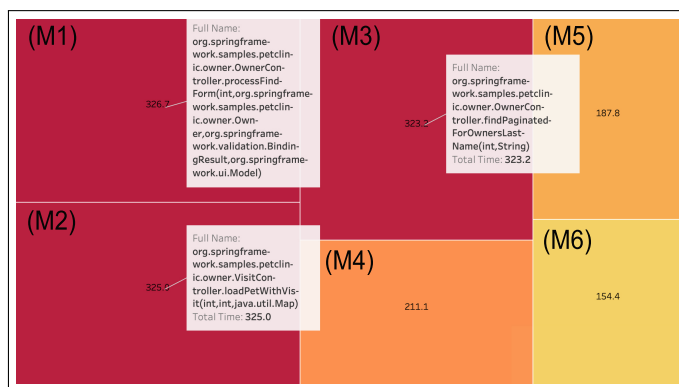 (M1)
326.7
Full Name:
org.springframe-
work.samples.petclin-
ic.owner.OwnerCon-
troller.processFind-
Form(int,org.springframe-
work.samples.petclin-
ic.owner.Own-
er,org.springframe-
work.validation.Bind-
ingResult,org.springframe-
work.ui.Model)
(M2)
325.0
Full Name:
org.springframe-
work.samples.petclin-
ic.owner.VisitCon-
troller.loadPetWithVis-
it(int,int,java.util.Map)
Total Time: 325.0
(M3)
323.2
Full Name:
org.springframe-
work.samples.petclin-
ic.owner.OwnerCon-
troller.findPaginated-
ForOwnersLast-
Name(int,String)
Total Time: 323.2
(M4)
211.1
(M5)
187.8
(M6)
154.4